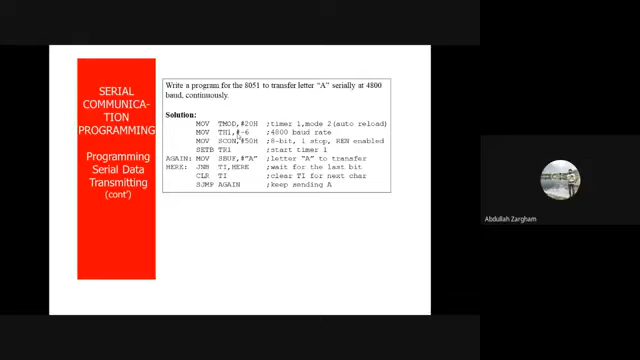 SERIAL
COMMUNICA-
TION
PROGRAMMING
Programming
Serial Data
Transmitting
(cont')
Write a program for the 8051 to transfer letter "A" serially at 4800
baud, continuously.
Solution:
MOV TMOD,#20H ;timer 1,mode 2(auto reload)
MOV TH1,#-6 ;4800 baud rate
MOV SCON,#50H ;8-bit, 1 stop, REN enabled
SETB TR1 ;start timer 1
AGAIN: MOV SBUF,#"A" ;letter "A" to transfer
HERE: JNB TI,HERE ;wait for the last bit
CLR TI ;clear TI for next char
SJMP AGAIN ;keep sending A
Abdullah Zargham